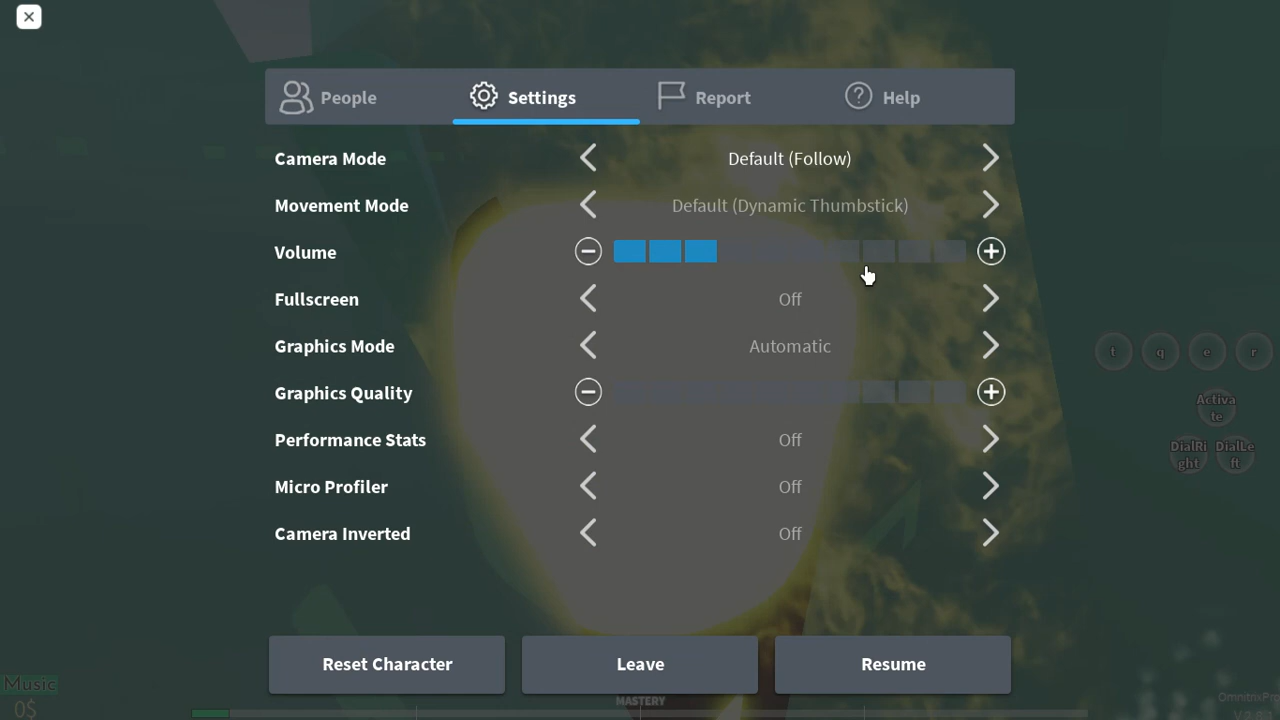 People
Settings
Report
Help
Camera Mode
Default (Follow)
Movement Mode
Default (Dynamic Thumbstick)
Volume
Fullscreen
Off
Graphics Mode
Automatic
Graphics Quality
Performance Stats
Off
Micro Profiler
Off
Camera Inverted
Off
t
q
e
r
Activa
te
DialRi
ght
DialLe
ft
Reset Character
Leave
Resume
Music
0$
MASTERY